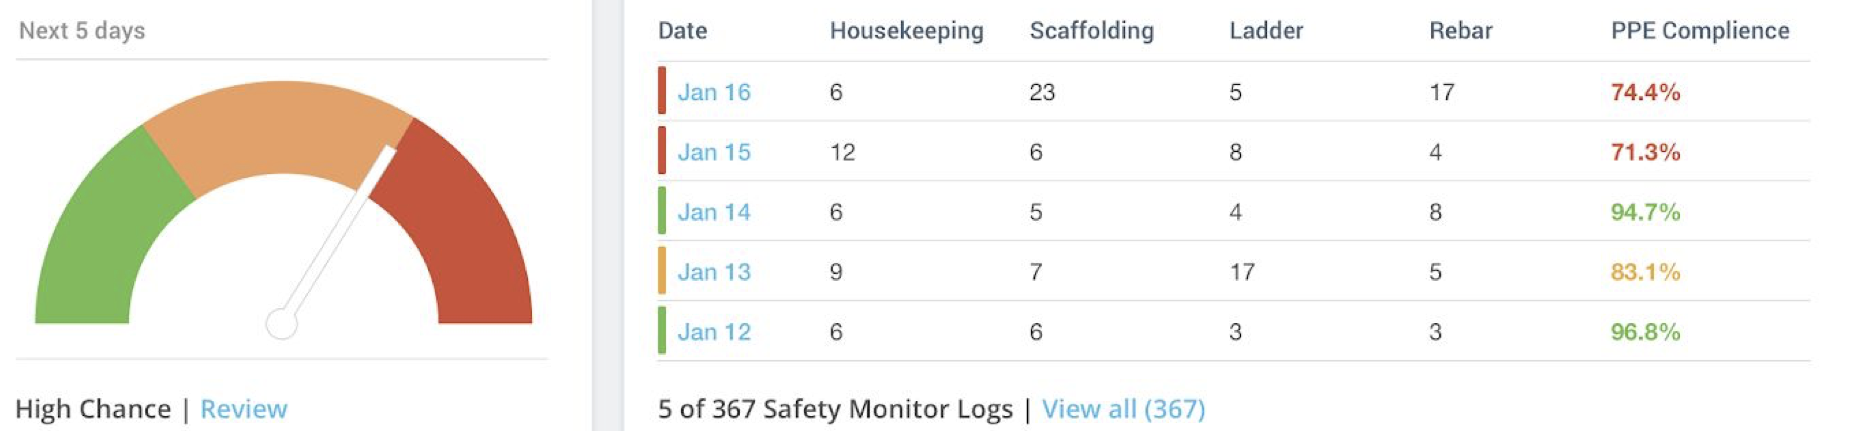 Next 5 days
High Chance | Review
Date Housekeeping Scaffolding Ladder Rebar PPE Complience
Jan 16 6 23 5 17 74.4%
Jan 15 12 6 8 4 71.3%
Jan 14 6 5 4 8 94.7%
Jan 13 9 7 17 5 83.1%
Jan 12 6 6 3 3 96.8%
5 of 367 Safety Monitor Logs | View all (367)